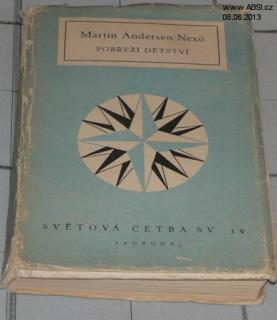 www.ABSI.cz
08.06.2013
Martin Andersen Nexö
POBŘEŽÍ DĚTSTVÍ
SVĚTOVÁ ČETBA SV 39
SVOBODA